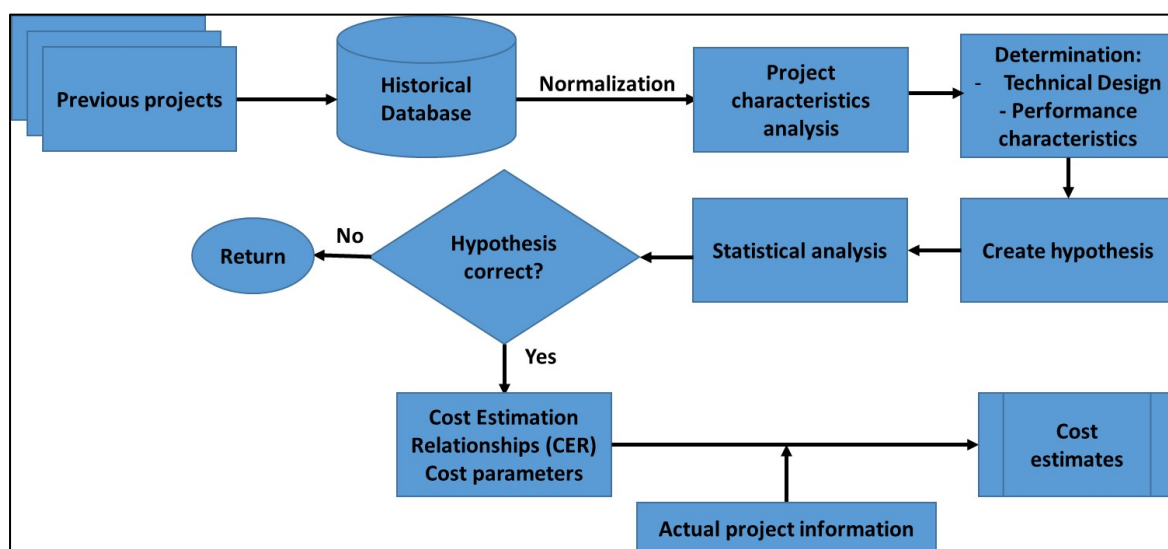 Previous projects
Historical
Database
Normalization
Project
characteristics
analysis
Determination:
- Technical Design
- Performance
characteristics
Create hypothesis
Statistical analysis
Hypothesis
correct?
No
Return
Yes
Cost Estimation
Relationships (CER)
Cost parameters
Actual project information
Cost
estimates